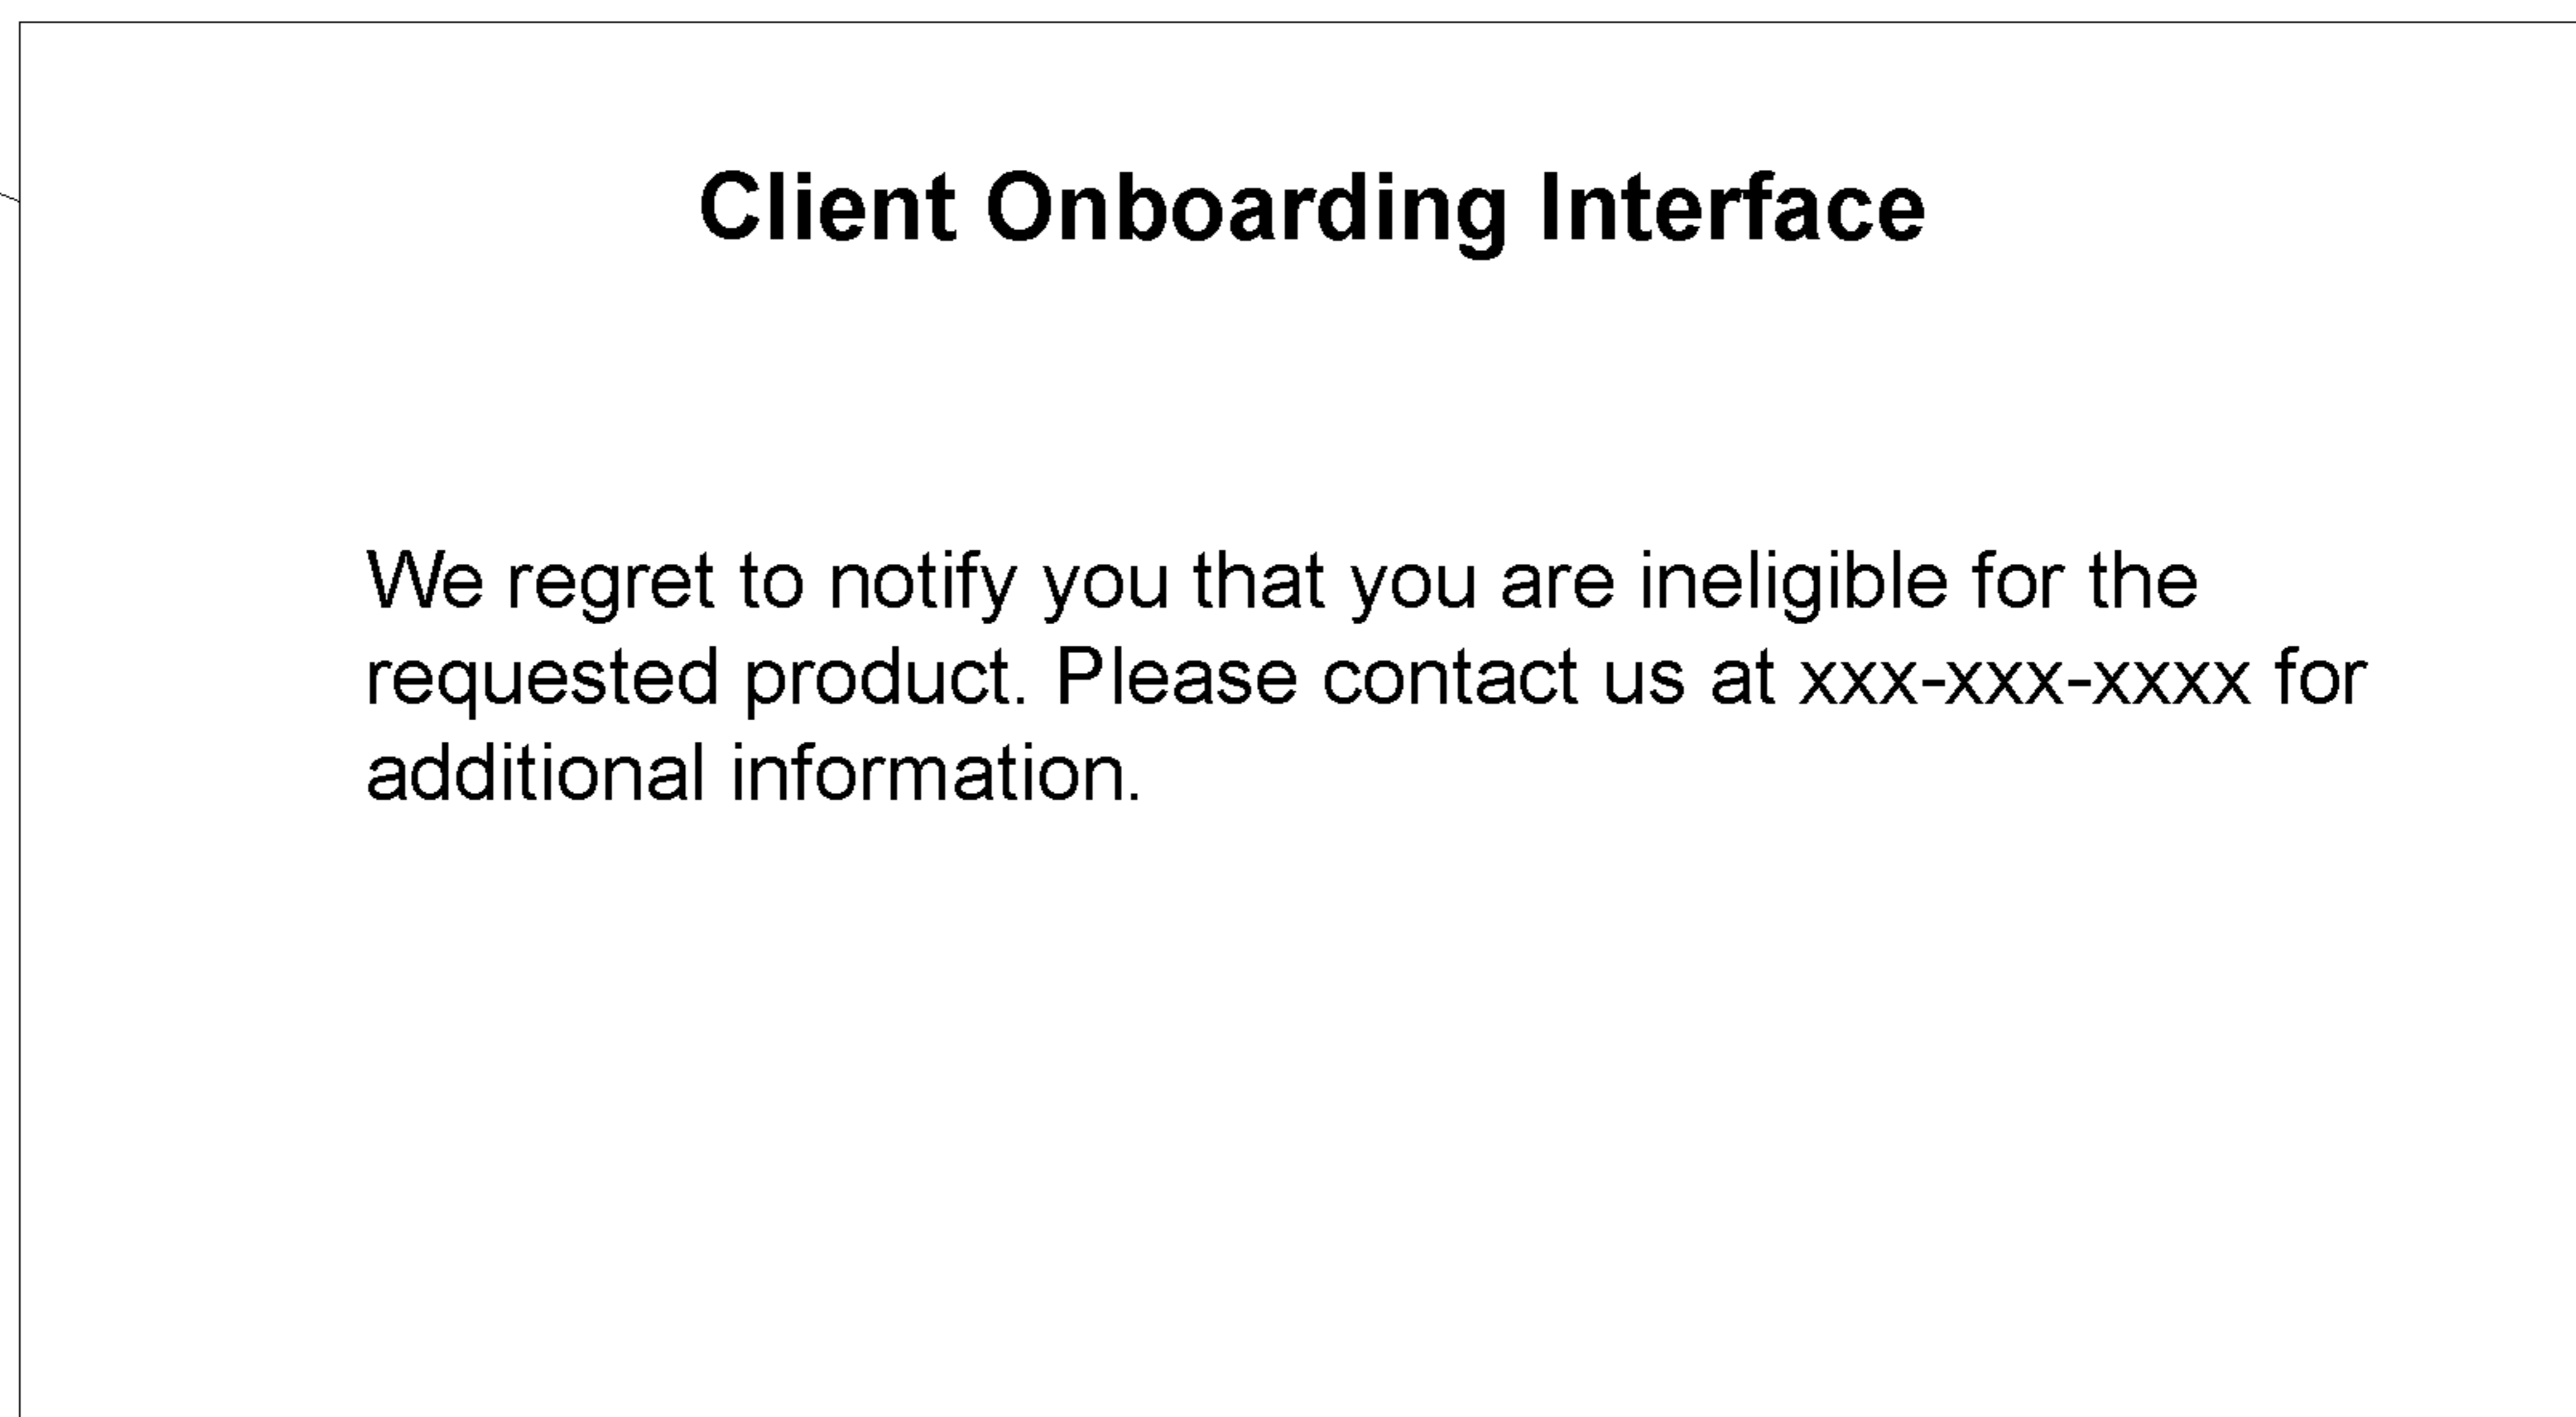 Client Onboarding Interface
We regret to notify you that you are ineligible for the
requested product. Please contact us at xxx-xxx-xxxx for
additional information.